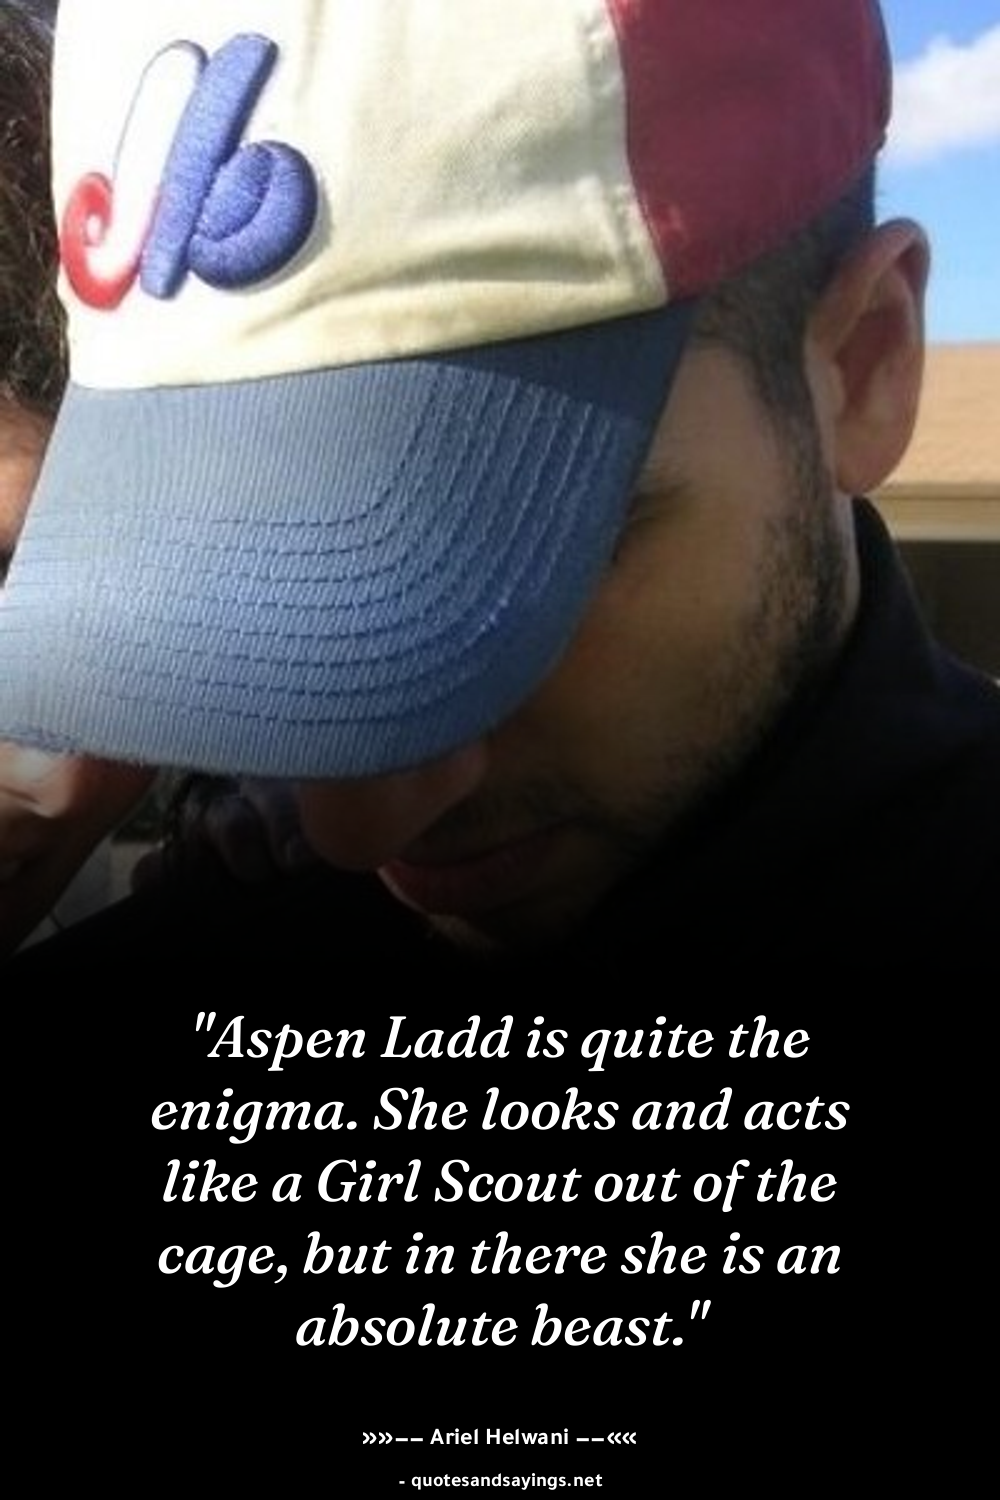 "Aspen Ladd is quite the
enigma. She looks and acts
like a Girl Scout out of the
cage, but in there she is an
absolute beast."
»»−− Ariel Helwani −−««
- quotesandsayings.net